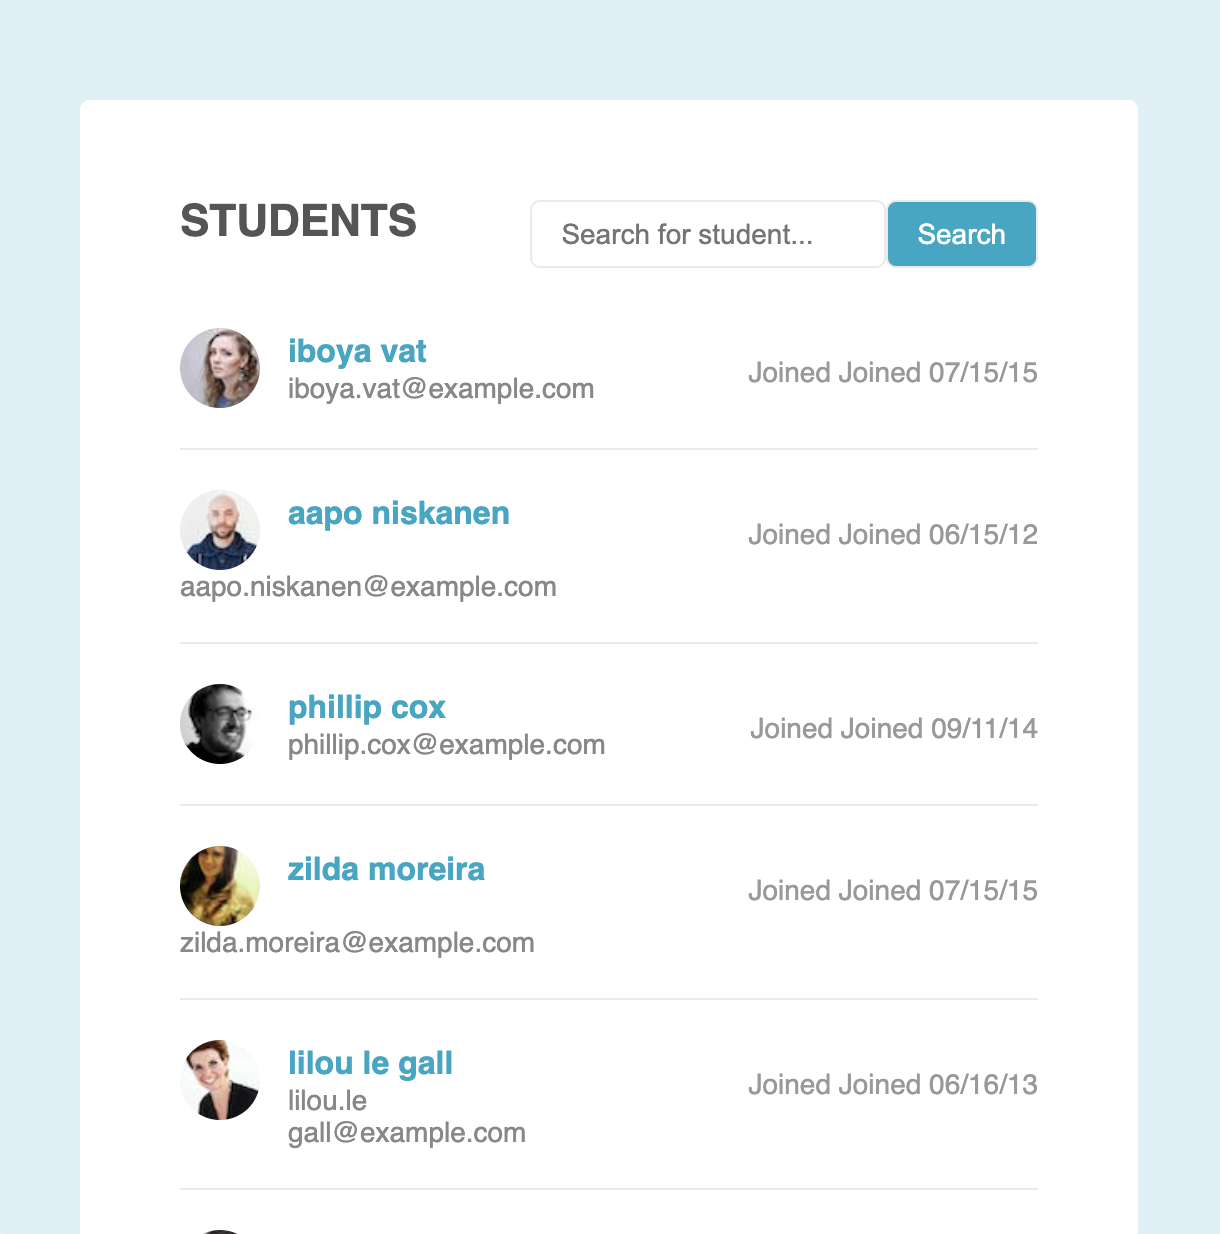 STUDENTS
Search for student...
Search
iboya vat
iboya.vat@example.com
Joined Joined 07/15/15
aapo niskanen
Joined Joined 06/15/12
aapo.niskanen@example.com
phillip cox
phillip.cox@example.com
Joined Joined 09/11/14
zilda moreira
Joined Joined 07/15/15
zilda.moreira@example.com
lilou le gall
Joined Joined 06/16/13
lilou.le
gall@example.com